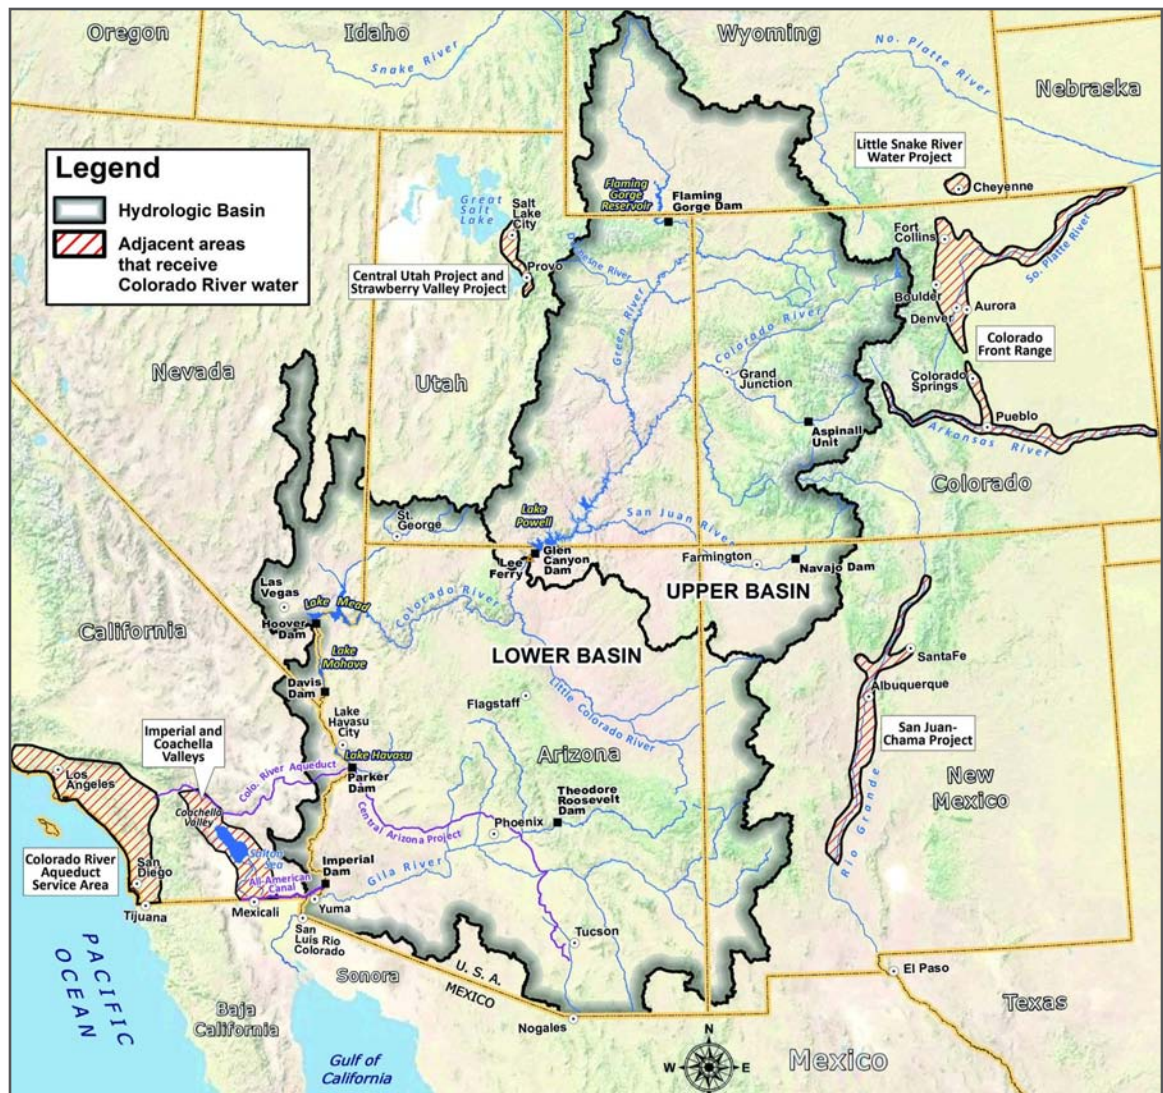 Oregon
Idaho
Wyoming
Nebraska
Snake River
No. Platte River
Legend
Hydrologic Basin
Adjacent areas
that receive
Colorado River water
Little Snake River
Water Project
Cheyenne
Great
Salt
Lake
Salt
Lake
City
Flaming
Gorge
Reservoir
Flaming
Gorge Dam
Fort
Collins
So. Platte River
Central Utah Project and
Strawberry Valley Project
Provo
Duchesne River
Boulder
Denver
Aurora
Colorado
Front Range
Nevada
Utah
Green River
Colorado River
Grand
Junction
Colorado
Springs
Pueblo
Aspinall
Unit
Arkansas River
Colorado
St.
George
Lake
Powell
San Juan River
Lee
Ferry
Glen
Canyon
Dam
Farmington
Navajo Dam
UPPER BASIN
Las
Vegas
Lake Mead
Colorado River
Hoover
Dam
California
LOWER BASIN
Lake
Mohave
Davis
Dam
SantaFe
Albuquerque
Flagstaff
Little Colorado River
Lake
Havasu
City
Imperial and
Coachella
Valleys
Lake Havasu
Arizona
San Juan-
Chama Project
New
Mexico
Los
Angeles
Colo. River Aqueduct
Parker
Dam
Coachella
Valley
Central Arizona Project
Phoenix
Theodore
Roosevelt
Dam
Rio Grande
Colorado River
Aqueduct
Service Area
San
Diego
Salton
Sea
Imperial
Dam
Gila River
All-American
Canal
Tijuana
Mexicali
Yuma
San
Luis Rio
Colorado
Tucson
PACIFIC
OCEAN
Sonora
U. S. A.
MEXICO
El Paso
Texas
Baja
California
Nogales
Gulf of
California
N
W
E
S
Mexico